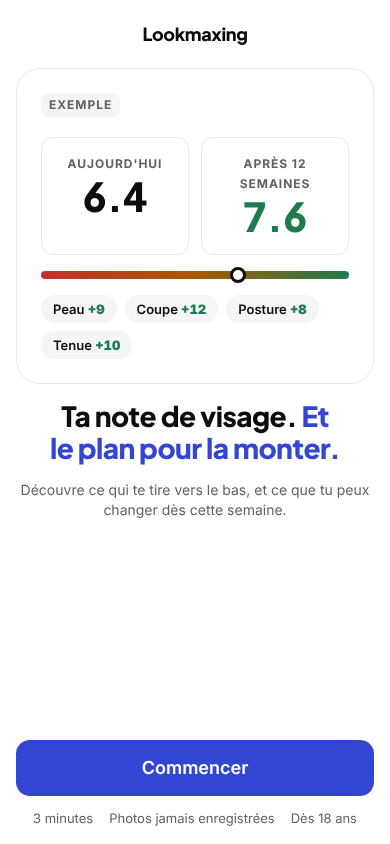 Lookmaxing
EXEMPLE
AUJOURD'HUI
6.4
APRÈS 12
SEMAINES
7.6
Peau +9
Coupe +12
Posture +8
Tenue +10
Ta note de visage. Et
le plan pour la monter.
Découvre ce qui te tire vers le bas, et ce que tu peux
changer dès cette semaine.
Commencer
3 minutes
Photos jamais enregistrées
Dès 18 ans